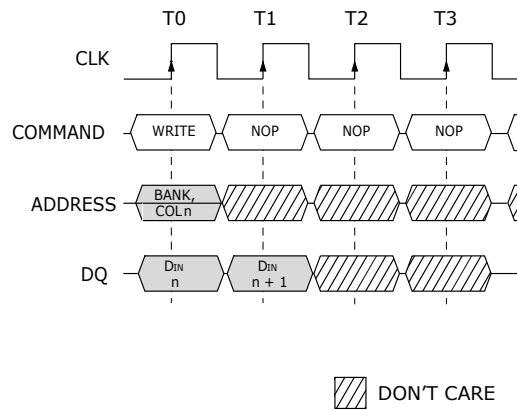 T0 T1 T2 T3
CLK
COMMAND WRITE NOP NOP NOP
ADDRESS BANK,
COL n
DQ DIN DIN
n n + 1
DON'T CARE